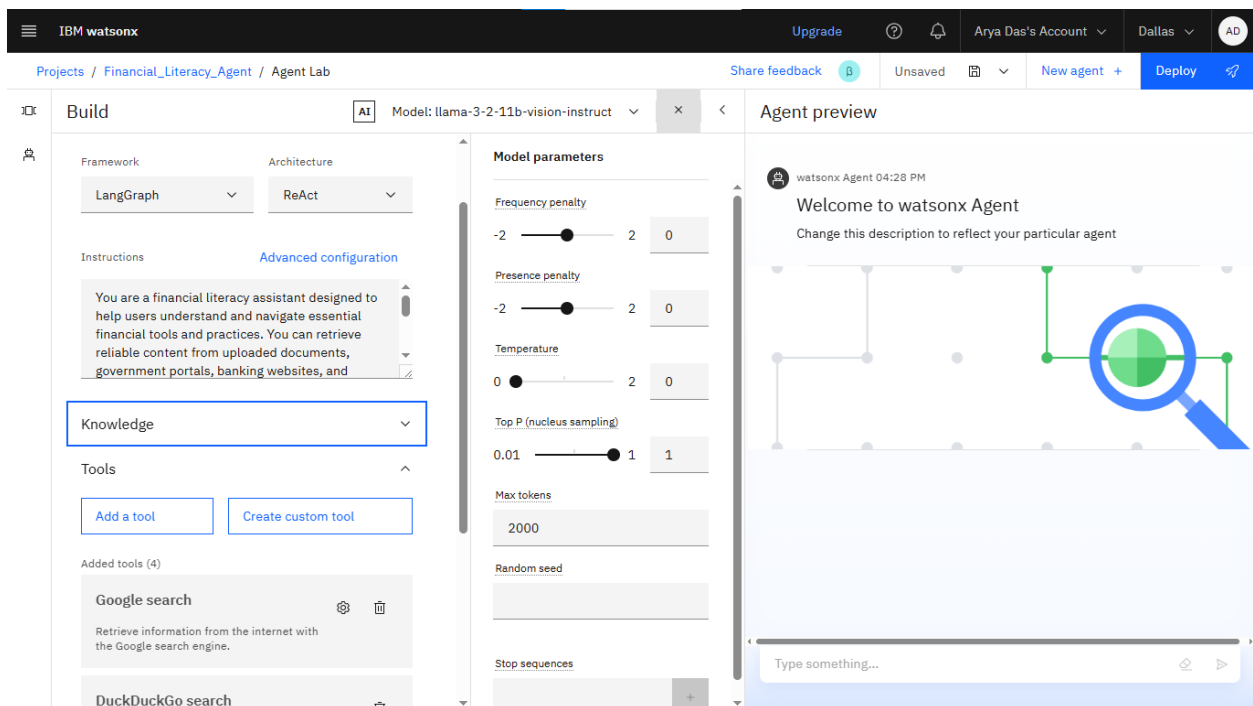 IBM watsonx
Upgrade
Arya Das's Account
Dallas
AD
Projects / Financial_Literacy_Agent / Agent Lab
Share feedback
β
Unsaved
New agent +
Deploy
Build
AI
Model: llama-3-2-11b-vision-instruct
Framework
Architecture
LangGraph
ReAct
Instructions
Advanced configuration
You are a financial literacy assistant designed to
help users understand and navigate essential
financial tools and practices. You can retrieve
reliable content from uploaded documents,
government portals, banking websites, and
Knowledge
Tools
Add a tool
Create custom tool
Added tools (4)
Google search
Retrieve information from the internet with
the Google search engine.
DuckDuckGo search
Model parameters
Frequency penalty
-2 2 0
Presence penalty
-2 2 0
Temperature
0 2 0
Top P (nucleus sampling)
0.01 1 1
Max tokens
2000
Random seed
Stop sequences
+
Agent preview
watsonx Agent 04:28 PM
Welcome to watsonx Agent
Change this description to reflect your particular agent
Type something...